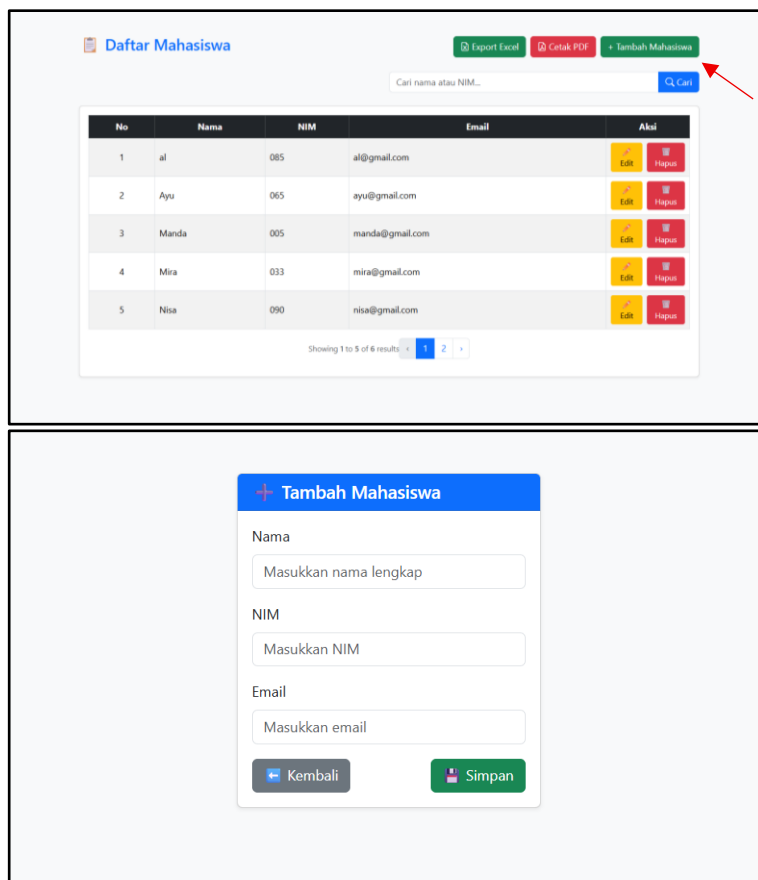 Daftar Mahasiswa
Export Excel Cetak PDF + Tambah Mahasiswa
Cari nama atau NIM... Cari
No Nama NIM Email Aksi
1 al 085 al@gmail.com Edit Hapus
2 Ayu 065 ayu@gmail.com Edit Hapus
3 Manda 005 manda@gmail.com Edit Hapus
4 Mira 033 mira@gmail.com Edit Hapus
5 Nisa 090 nisa@gmail.com Edit Hapus
Showing 1 to 5 of 6 results ‹ 1 2 ›
Tambah Mahasiswa
Nama
Masukkan nama lengkap
NIM
Masukkan NIM
Email
Masukkan email
Kembali Simpan